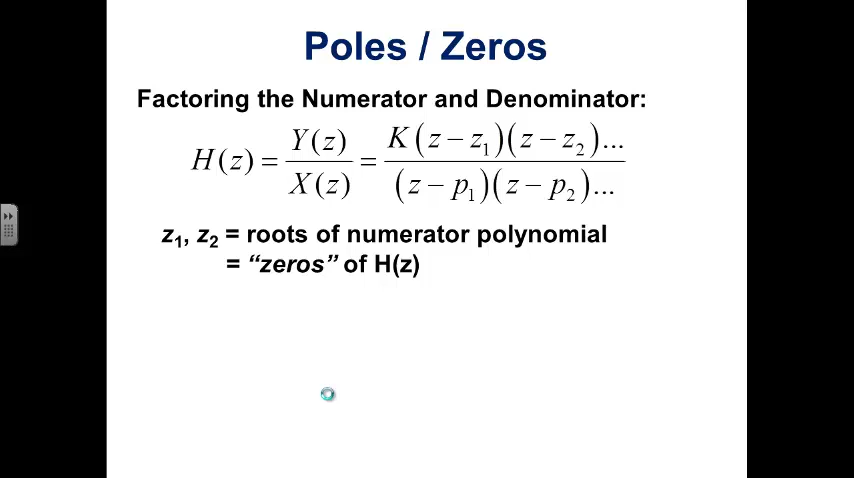 Poles / Zeros
Factoring the Numerator and Denominator:
H(z) = Y(z)/X(z) = K(z − z₁)(z − z₂)... / (z − p₁)(z − p₂)...
z₁, z₂ = roots of numerator polynomial
= “zeros” of H(z)